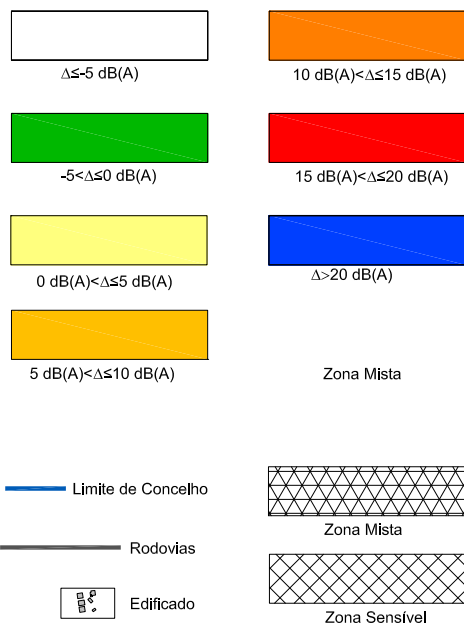 Δ≤-5 dB(A)
10 dB(A)<Δ≤15 dB(A)
-5<Δ≤0 dB(A)
15 dB(A)<Δ≤20 dB(A)
0 dB(A)<Δ≤5 dB(A)
Δ>20 dB(A)
5 dB(A)<Δ≤10 dB(A)
Zona Mista
Limite de Concelho
Zona Mista
Rodovias
Edificado
Zona Sensível